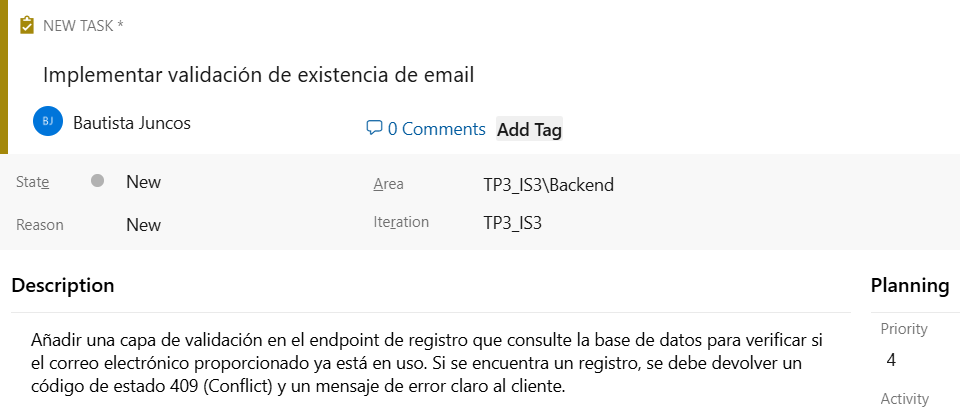 NEW TASK *
Implementar validación de existencia de email
BJ Bautista Juncos
0 Comments Add Tag
State New Area TP3_IS3\Backend
Reason New Iteration TP3_IS3
Description Planning
Añadir una capa de validación en el endpoint de registro que consulte la base de datos para verificar si
el correo electrónico proporcionado ya está en uso. Si se encuentra un registro, se debe devolver un
código de estado 409 (Conflict) y un mensaje de error claro al cliente.
Priority
4
Activity